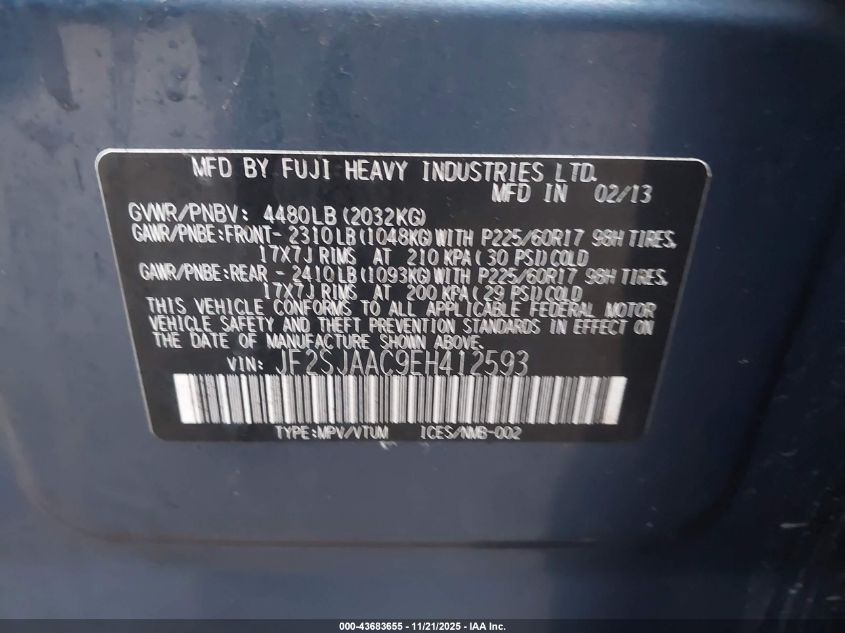 MFD BY FUJI HEAVY INDUSTRIES LTD.
MFD IN 02/13
GVWR/PNBV: 4480LB(2032KG)
GAWR/PNBE:FRONT- 2310LB(1048KG)WITH P225/60R17 98H TIRES,
17X7J RIMS AT 210 KPA(30 PSI)COLD
GAWR/PNBE:REAR - 2410LB(1093KG)WITH P225/60R17 98H TIRES,
17X7J RIMS AT 200 KPA(29 PSI)COLD
THIS VEHICLE CONFORMS TO ALL APPLICABLE FEDERAL MOTOR
VEHICLE SAFETY AND THEFT PREVENTION STANDARDS IN EFFECT ON
THE DATE OF MANUFACTURE SHOWN ABOVE.
VIN: JF2SJAAC9EH412593
TYPE:MPV/VTUM ICES/NMB-002
000-43683655 - 11/21/2025 - IAA Inc.